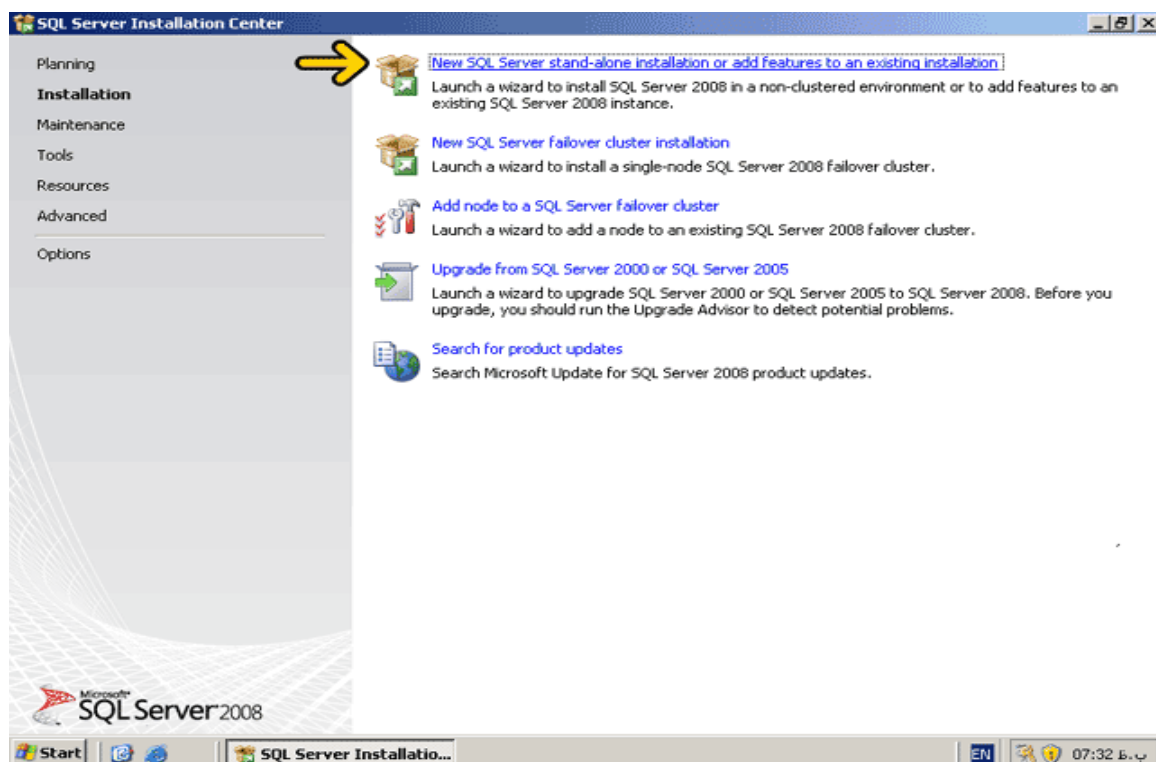 SQL Server Installation Center
Planning
Installation
Maintenance
Tools
Resources
Advanced
Options
New SQL Server stand-alone installation or add features to an existing installation
Launch a wizard to install SQL Server 2008 in a non-clustered environment or to add features to an
existing SQL Server 2008 instance.
New SQL Server failover cluster installation
Launch a wizard to install a single-node SQL Server 2008 failover cluster.
Add node to a SQL Server failover cluster
Launch a wizard to add a node to an existing SQL Server 2008 failover cluster.
Upgrade from SQL Server 2000 or SQL Server 2005
Launch a wizard to upgrade SQL Server 2000 or SQL Server 2005 to SQL Server 2008. Before you
upgrade, you should run the Upgrade Advisor to detect potential problems.
Search for product updates
Search Microsoft Update for SQL Server 2008 product updates.
Microsoft
SQL Server 2008
Start
SQL Server Installatio...
EN
07:32 ب.ظ